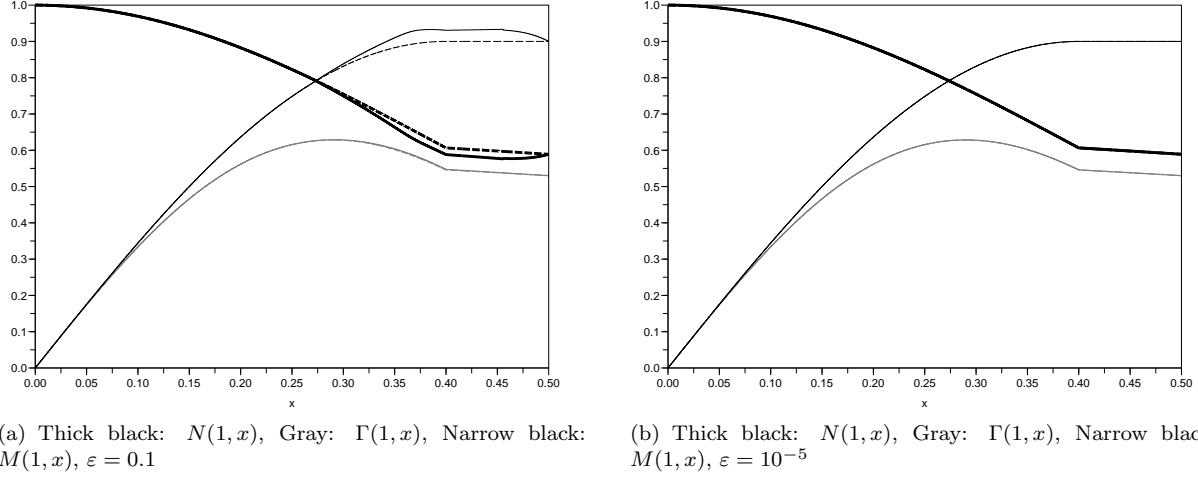 1.0
0.9
0.8
0.7
0.6
0.5
0.4
0.3
0.2
0.1
0.0
0.00 0.05 0.10 0.15 0.20 0.25 0.30 0.35 0.40 0.45 0.50
x
(a) Thick black: N(1, x), Gray: Γ(1, x), Narrow black:
M(1, x), ε = 0.1
1.0
0.9
0.8
0.7
0.6
0.5
0.4
0.3
0.2
0.1
0.0
0.00 0.05 0.10 0.15 0.20 0.25 0.30 0.35 0.40 0.45 0.50
x
(b) Thick black: N(1, x), Gray: Γ(1, x), Narrow blac
M(1, x), ε = 10⁻⁵